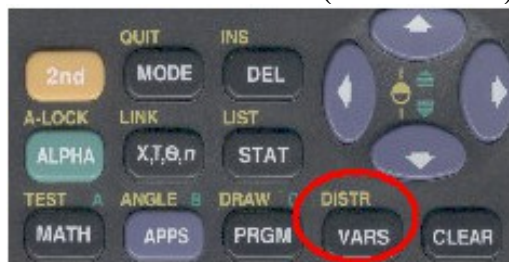 QUIT INS
2nd MODE DEL
A-LOCK LINK LIST
ALPHA X,T,Θ,n STAT
TEST A ANGLE B DRAW C DISTR
MATH APPS PRGM VARS CLEAR